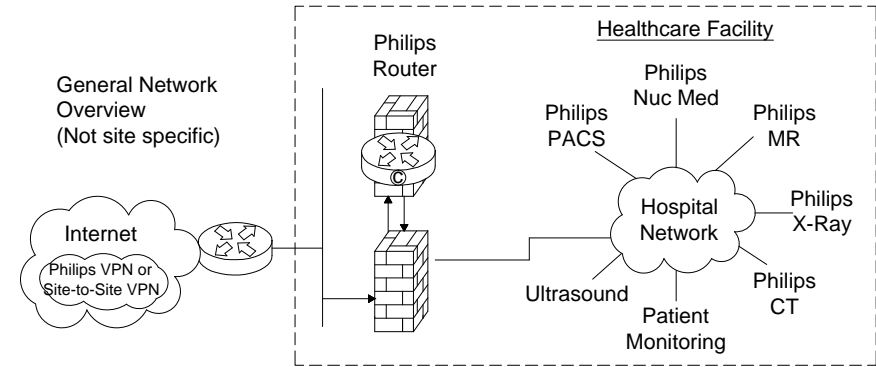 General Network
Overview
(Not site specific)
Internet
Philips VPN or
Site-to-Site VPN
Philips
Router
Healthcare Facility
Philips
Nuc Med
Philips
PACS
Philips
MR
Hospital
Network
Philips
X-Ray
Ultrasound
Philips
CT
Patient
Monitoring
C